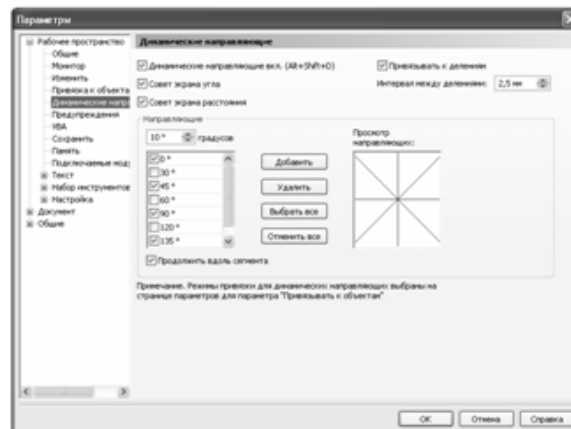 Параметры
Рабочее пространство
Общие
Монитор
Изменить
Привязка к объекта
Динамические напра
Предупреждения
VBA
Сохранить
Память
Подключаемые мод
Текст
Набор инструментов
Настройка
Документ
Общие
Динамические направляющие
Динамические направляющие вкл. (Alt+Shift+D)
Привязывать к делениям
Совет экрана угла
Интервал между делениями: 2,5 мм
Совет экрана расстояния
Направляющие
10 ° градусов
Просмотр
направляющих:
0 °
30 °
45 °
60 °
90 °
120 °
135 °
Добавить
Удалить
Выбрать все
Отменить все
Продолжить вдоль сегмента
Примечание. Режимы привязки для динамических направляющих выбраны на
странице параметров для параметра "Привязывать к объектам"
ОК
Отмена
Справка